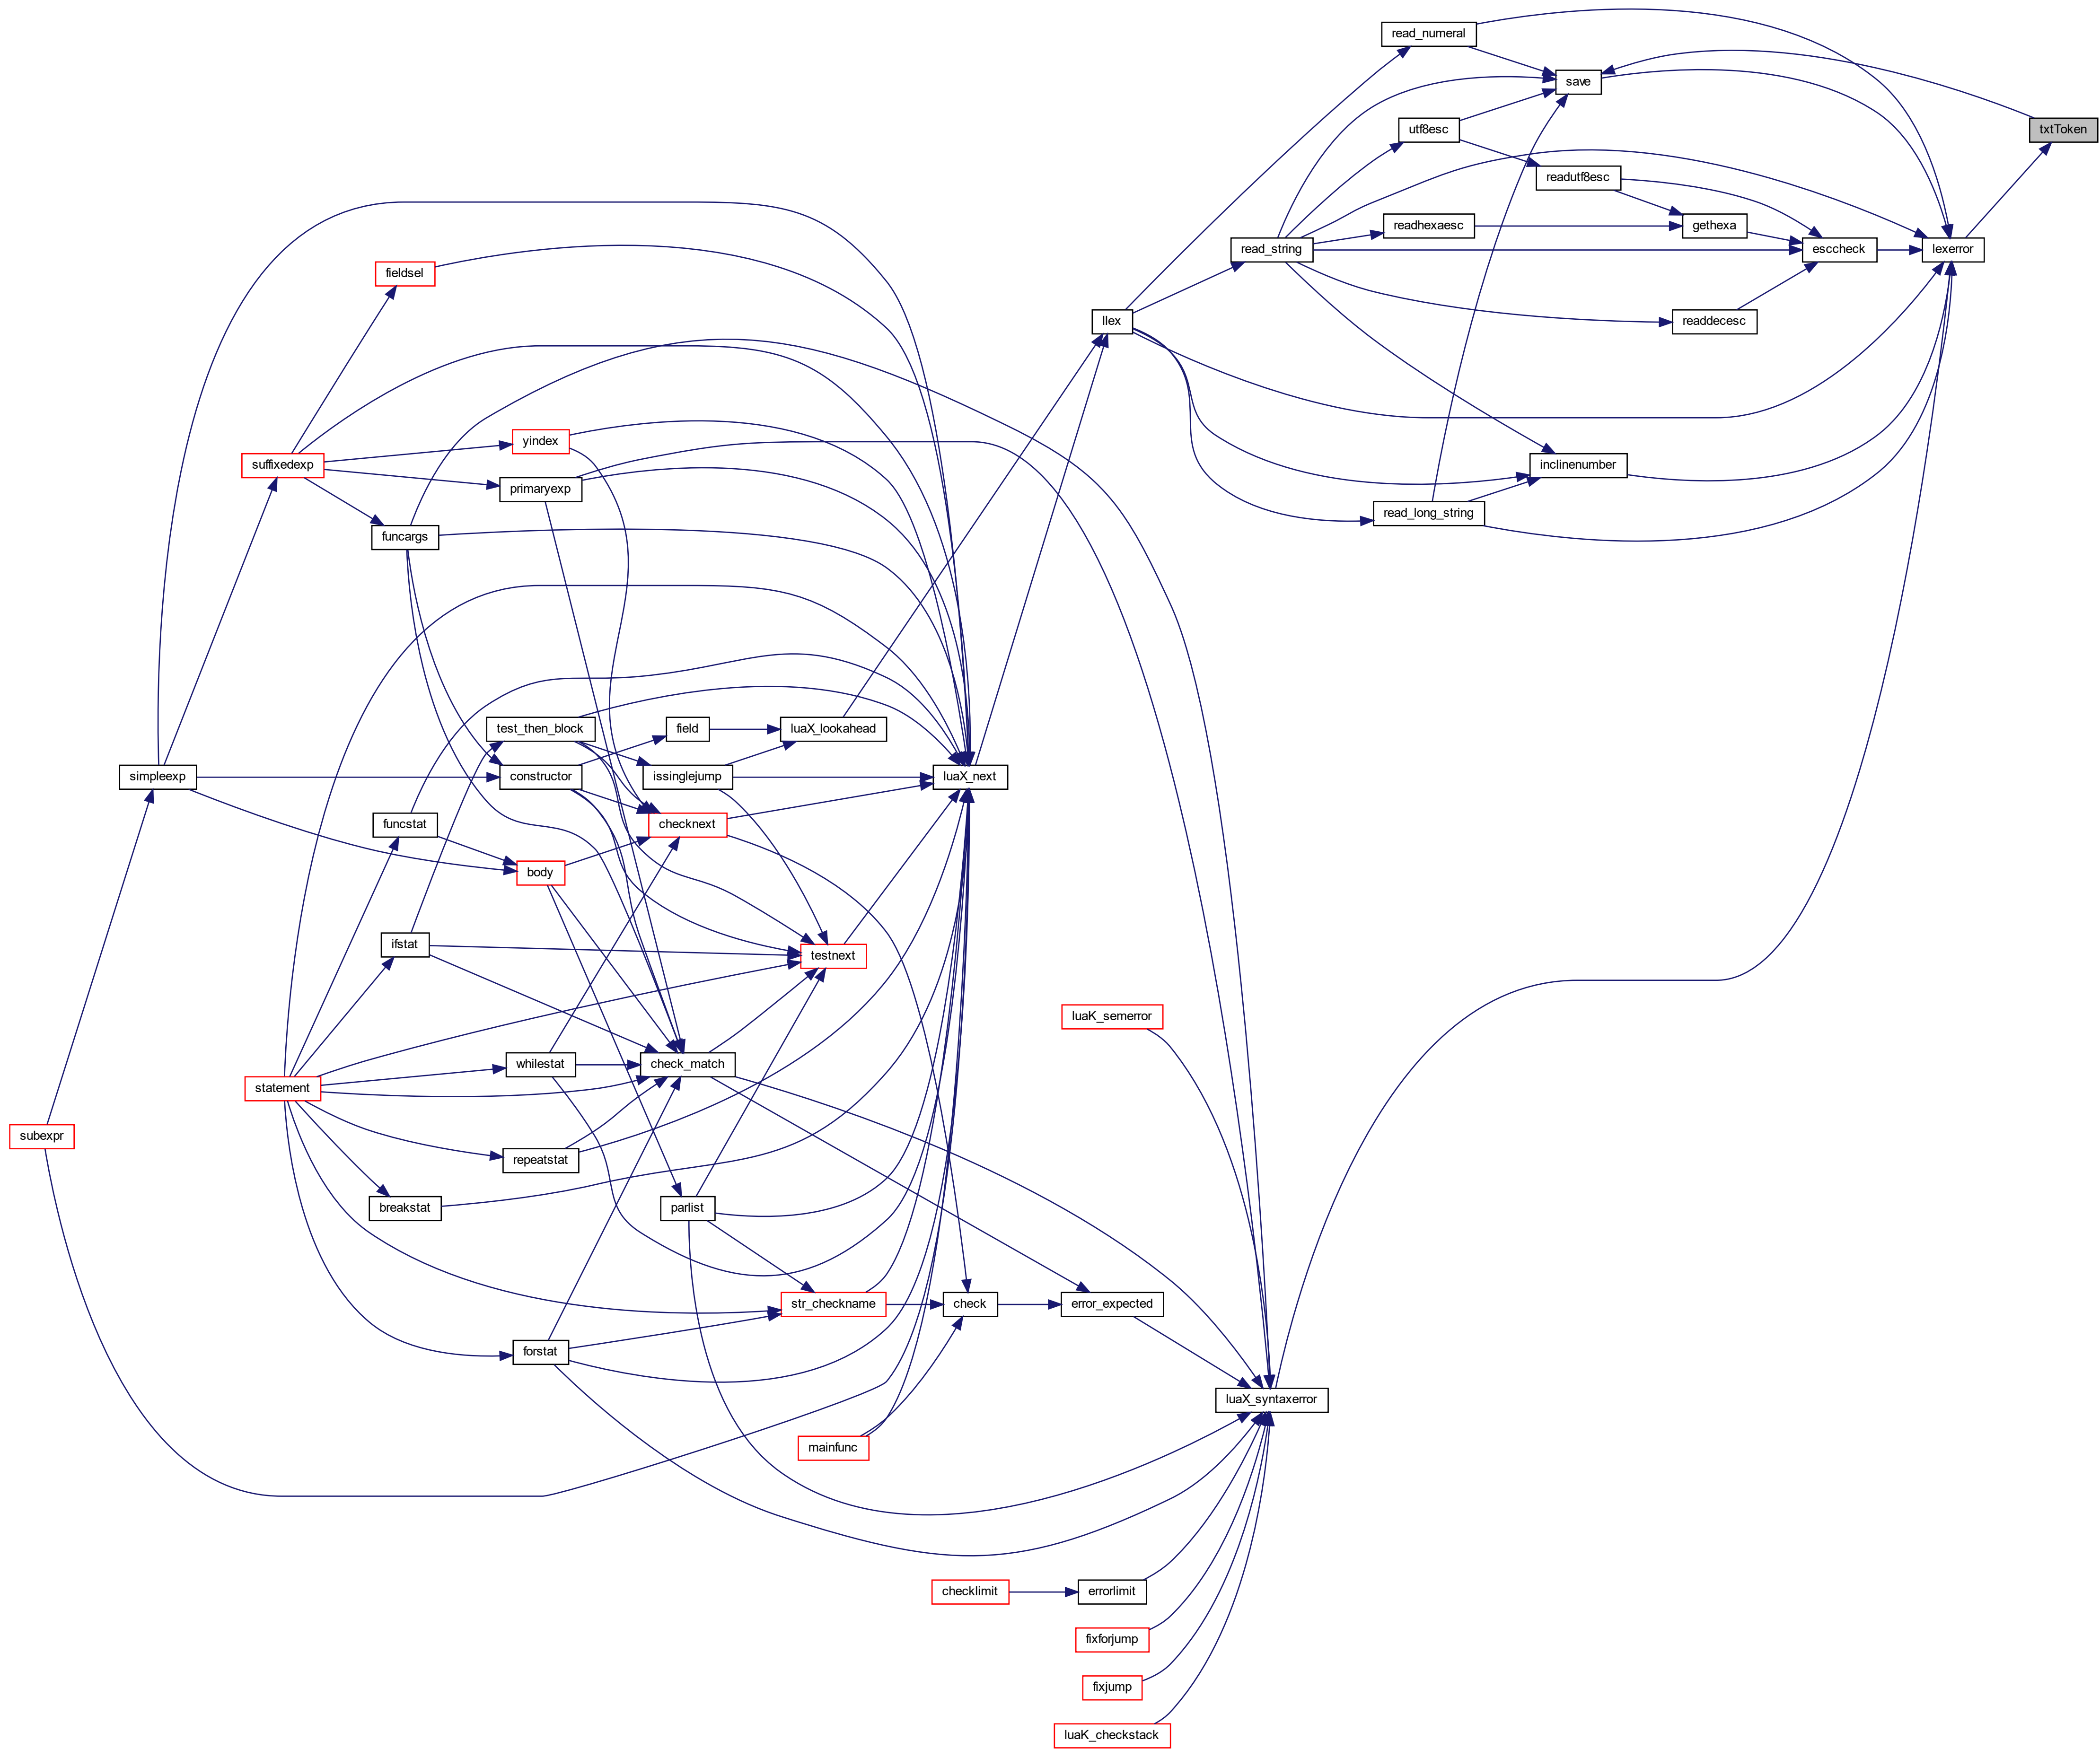 read_numeral
save
utf8esc
txtToken
readutf8esc
readhexaesc
gethexa
read_string
esccheck
lexerror
fieldsel
llex
readdecesc
yindex
suffixedexp
inclinenumber
primaryexp
read_long_string
funcargs
test_then_block
field
luaX_lookahead
simpleexp
constructor
issinglejump
luaX_next
funcstat
checknext
body
ifstat
testnext
luaK_semerror
whilestat
check_match
statement
subexpr
repeatstat
breakstat
parlist
str_checkname
check
error_expected
forstat
luaX_syntaxerror
mainfunc
checklimit
errorlimit
fixforjump
fixjump
luaK_checkstack